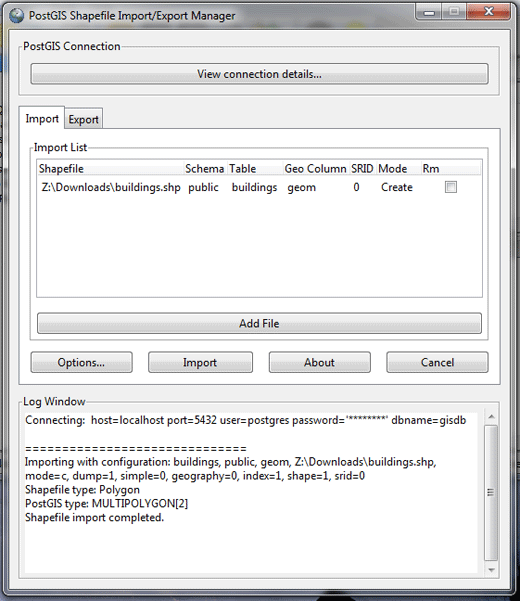 PostGIS Shapefile Import/Export Manager
PostGIS Connection
View connection details...
Import Export
Import List
Shapefile Schema Table Geo Column SRID Mode Rm
Z:\Downloads\buildings.shp public buildings geom 0 Create
Add File
Options... Import About Cancel
Log Window
Connecting: host=localhost port=5432 user=postgres password='********' dbname=gisdb
==============================
Importing with configuration: buildings, public, geom, Z:\Downloads\buildings.shp,
mode=c, dump=1, simple=0, geography=0, index=1, shape=1, srid=0
Shapefile type: Polygon
PostGIS type: MULTIPOLYGON[2]
Shapefile import completed.